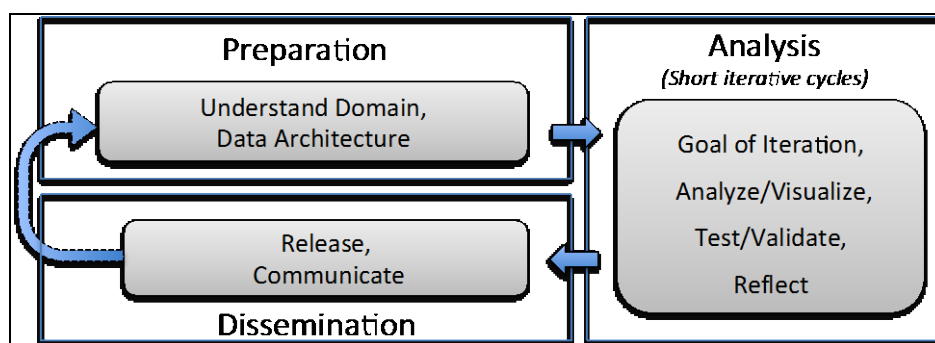 Preparation
Understand Domain,
Data Architecture
Analysis
(Short iterative cycles)
Goal of Iteration,
Analyze/Visualize,
Test/Validate,
Reflect
Release,
Communicate
Dissemination